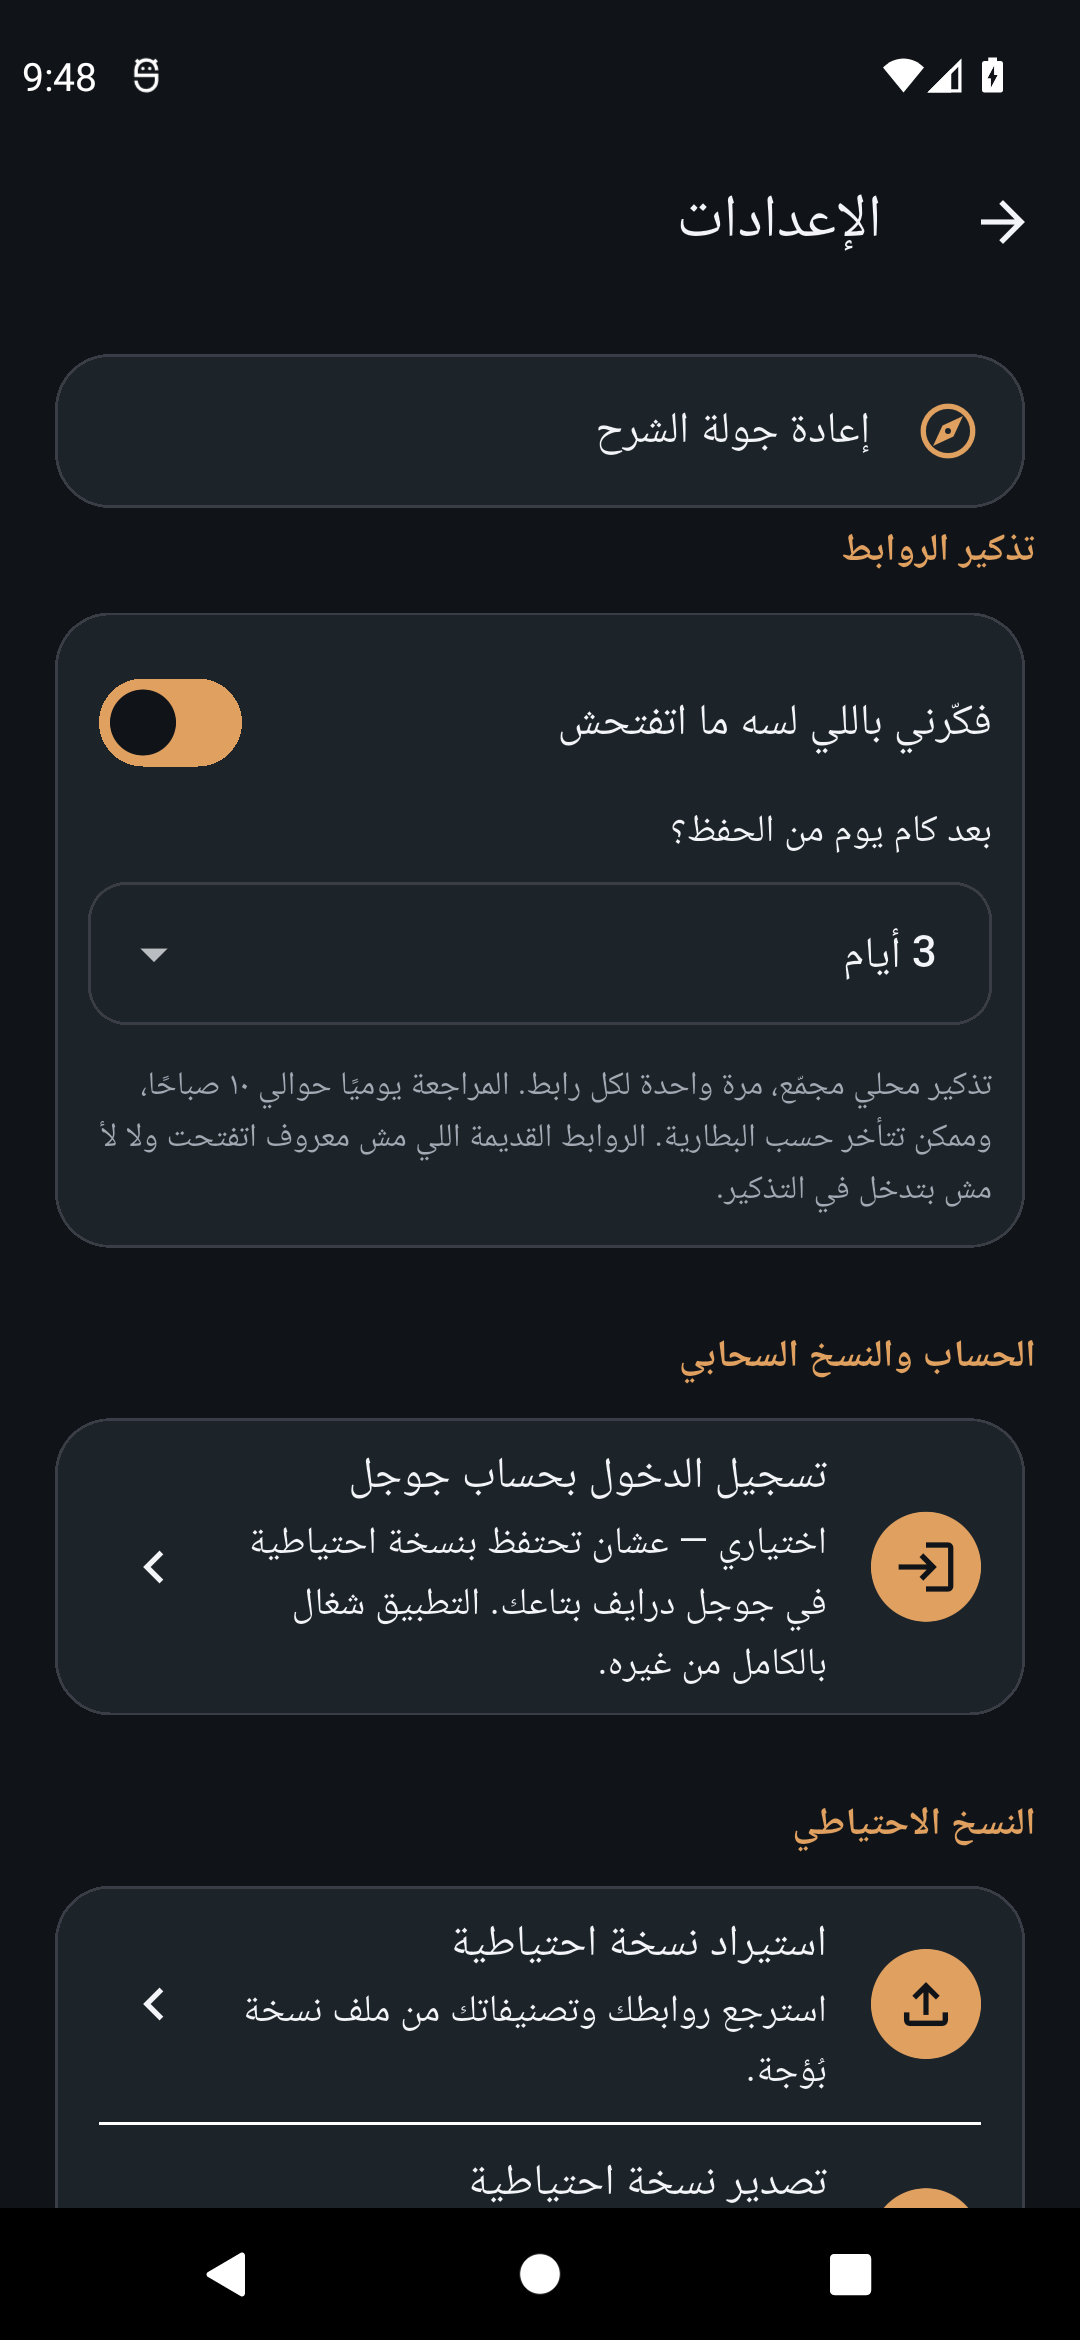 9:48
الإعدادات
إعادة جولة الشرح
تذكير الروابط
فكّرني باللي لسه ما اتفتحش
بعد كام يوم من الحفظ؟
3 أيام
تذكير محلي مجمّع، مرة واحدة لكل رابط. المراجعة يوميًا حوالي ١٠ صباحًا،
وممكن تتأخر حسب البطارية. الروابط القديمة اللي مش معروف اتفتحت ولا لأ
مش بتدخل في التذكير.
الحساب والنسخ السحابي
تسجيل الدخول بحساب جوجل
اختياري — عشان تحتفظ بنسخة احتياطية
في جوجل درايف بتاعك. التطبيق شغال
بالكامل من غيره.
النسخ الاحتياطي
استيراد نسخة احتياطية
استرجع روابطك وتصنيفاتك من ملف نسخة
بُؤجة.
تصدير نسخة احتياطية